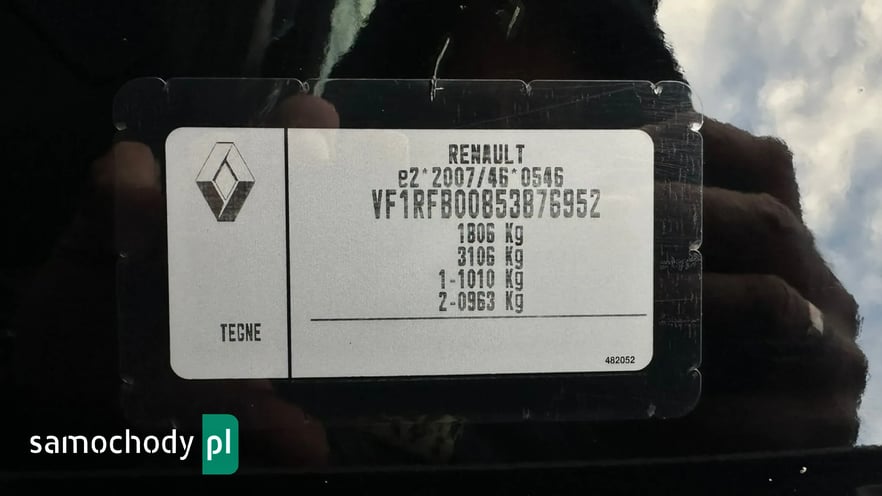 RENAULT
e2*2007/46*0546
VF1RFB00853876952
1806 Kg
3106 Kg
1-1010 Kg
2-0963 Kg
TEGNE
482052
samochody pl